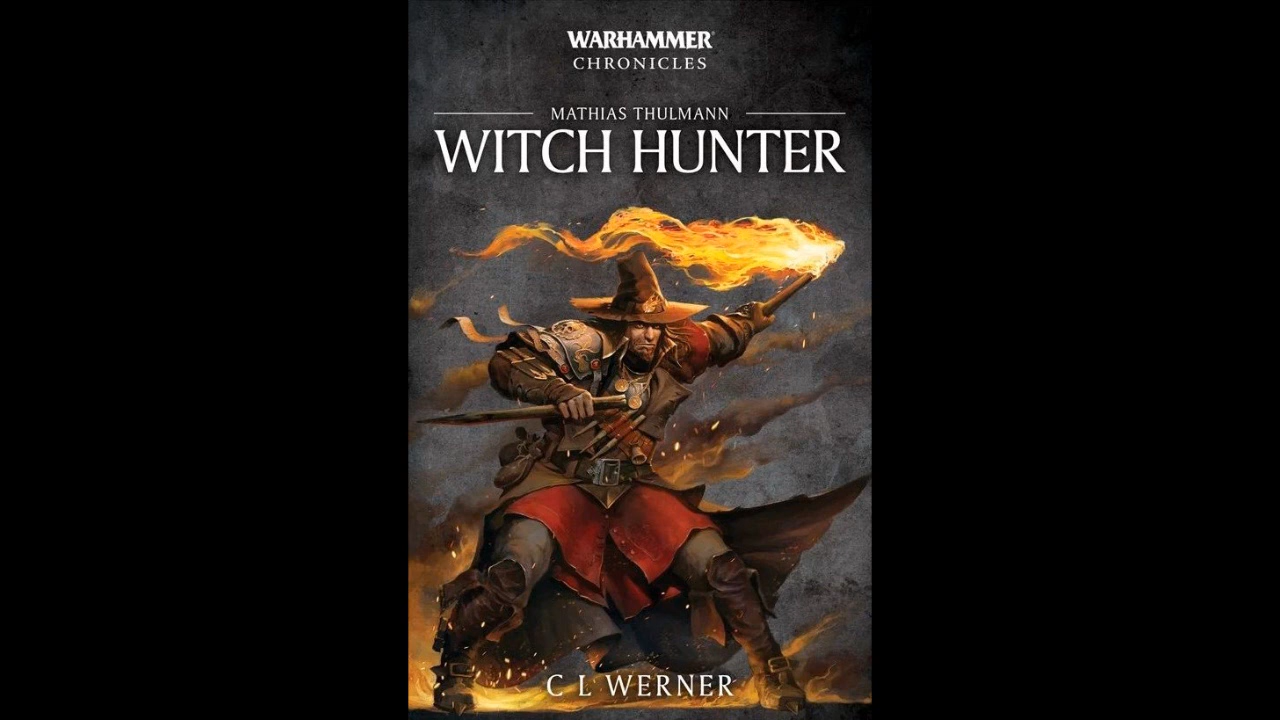 WARHAMMER
CHRONICLES
MATHIAS THULMANN
WITCH HUNTER
C L WERNER